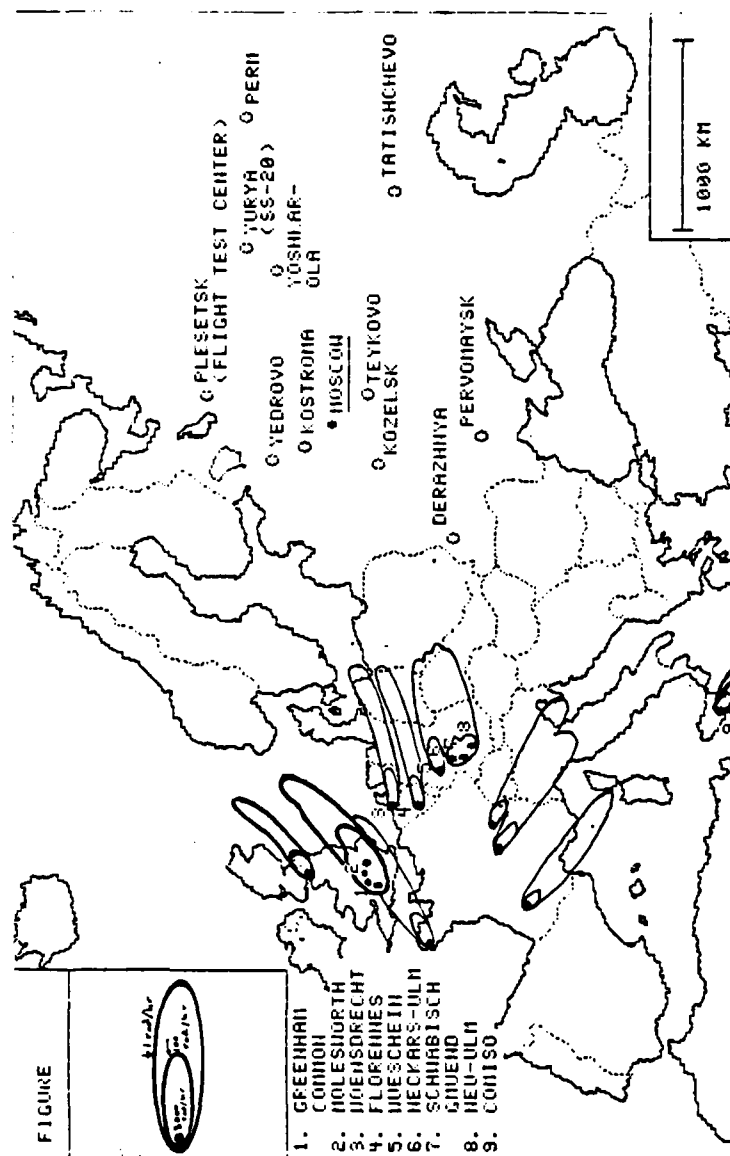 FIGURE
1. GREENHAM
COMMON
2. MOLESWORTH
3. WOENSDRECHT
4. FLORENNES
5. WUESCHEIN
6. NECKARS-ULM
7. SCHWABISCH
GMUEND
8. NEU-ULM
9. COMISO
PLESETSK
(FLIGHT TEST CENTER)
YURYA
(SS-20)
PERM
YOSHKAR-
OLA
YEDROVO
KOSTROMA
MOSCOW
TEYKOVO
KOZELSK
TATISHCHEVO
DERAZHNYA
PERVOMAYSK
1000 KM